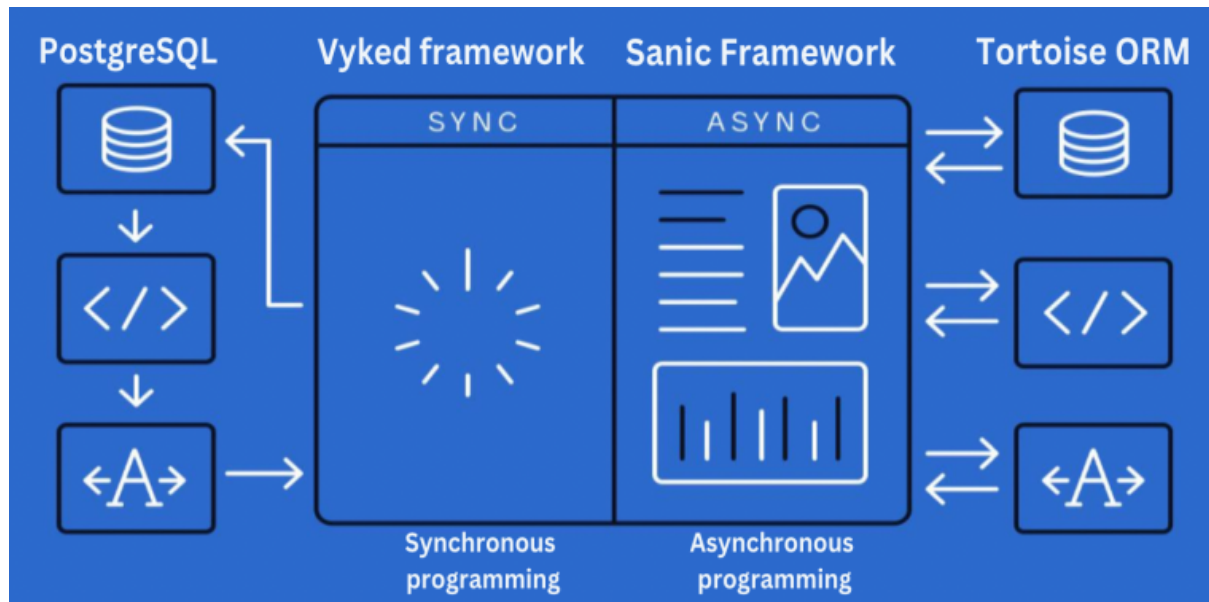 PostgreSQL
Vyked framework
Sanic Framework
Tortoise ORM
SYNC
ASYNC
</>
</>
A
A
Synchronous
programming
Asynchronous
programming